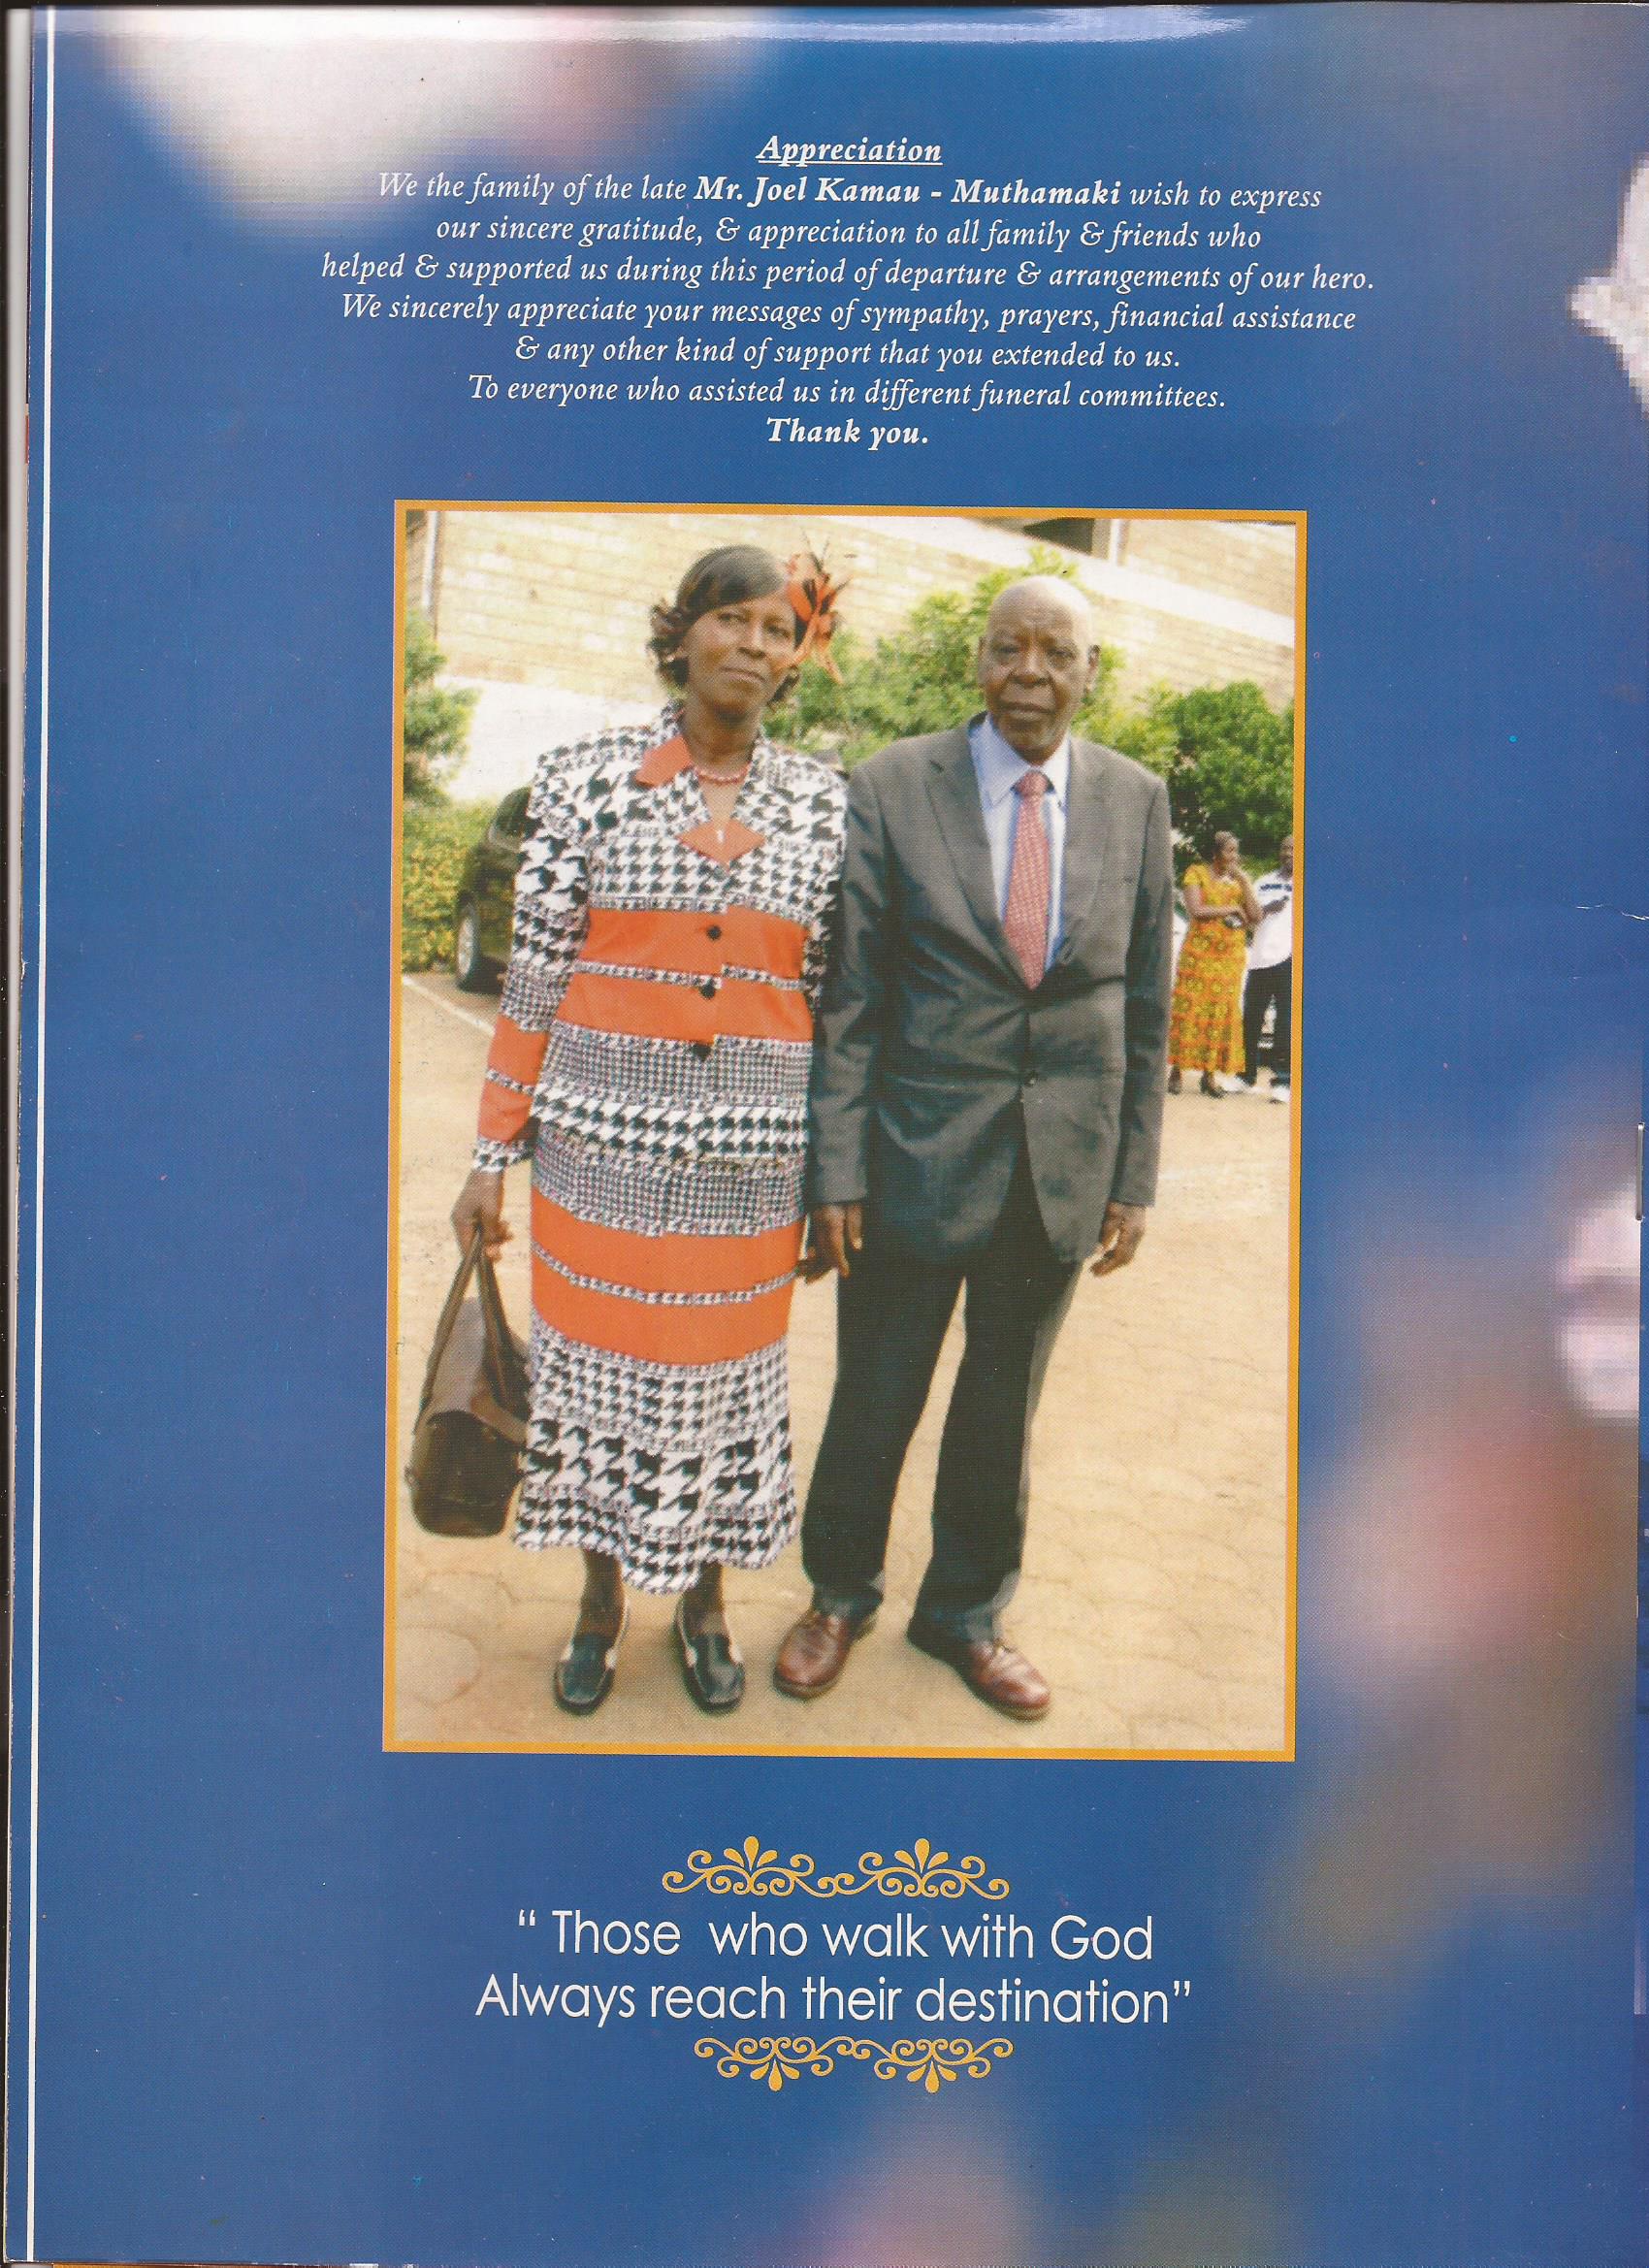 Appreciation
We the family of the late Mr. Joel Kamau - Muthamaki wish to express
our sincere gratitude, & appreciation to all family & friends who
helped & supported us during this period of departure & arrangements of our hero.
We sincerely appreciate your messages of sympathy, prayers, financial assistance
& any other kind of support that you extended to us.
To everyone who assisted us in different funeral committees.
Thank you.
“ Those who walk with God
Always reach their destination”